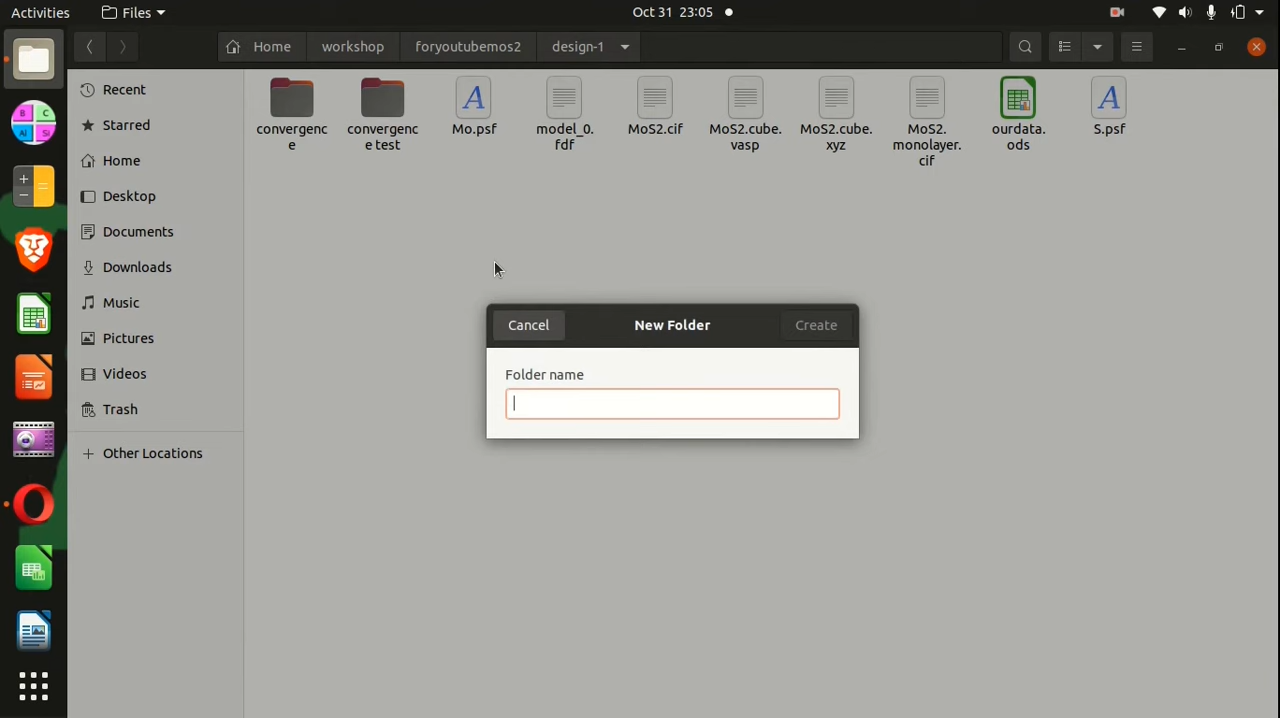 Activities
Files
Oct 31 23:05
Home
workshop
foryoutubemos2
design-1
Recent
Starred
Home
Desktop
Documents
Downloads
Music
Pictures
Videos
Trash
Other Locations
convergenc
e
convergenc
e test
Mo.psf
model_0.
fdf
MoS2.cif
MoS2.cube.
vasp
MoS2.cube.
xyz
MoS2.
monolayer.
cif
ourdata.
ods
S.psf
Cancel
New Folder
Create
Folder name
B C
Al Si